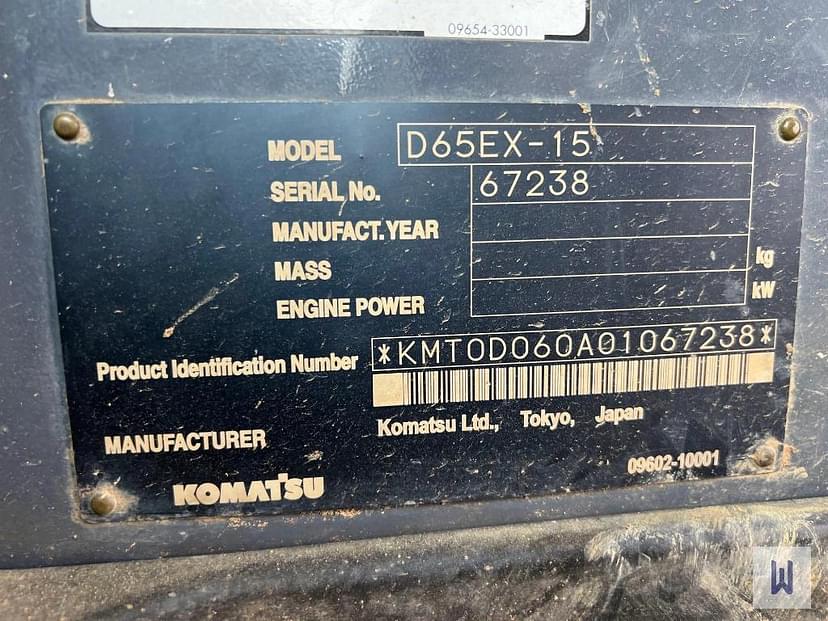 09654-33001
MODEL D65EX-15
SERIAL No. 67238
MANUFACT.YEAR
MASS kg
ENGINE POWER kW
Product Identification Number *KMT0D060A01067238*
MANUFACTURER Komatsu Ltd., Tokyo, Japan
09602-10001
KOMATSU
W